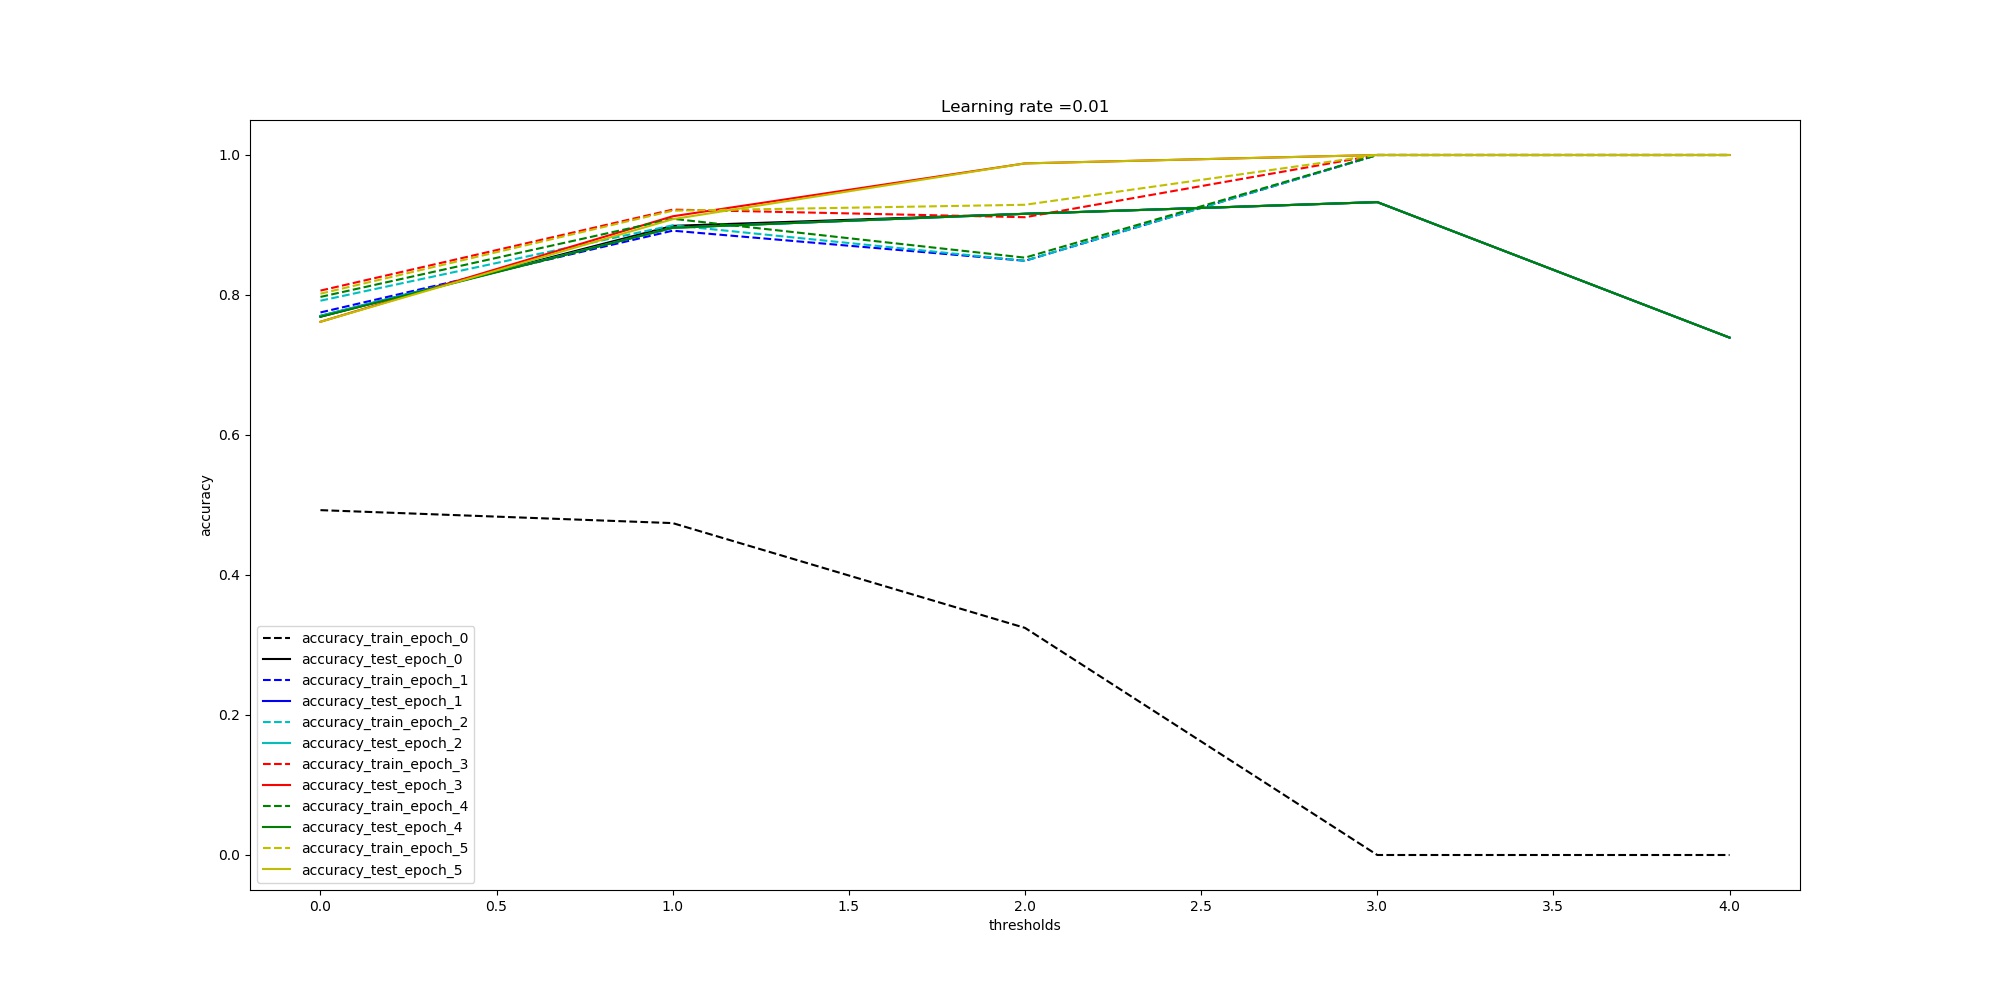 Learning rate =0.01
1.0
0.8
0.6
0.4
0.2
0.0
accuracy
accuracy_train_epoch_0
accuracy_test_epoch_0
accuracy_train_epoch_1
accuracy_test_epoch_1
accuracy_train_epoch_2
accuracy_test_epoch_2
accuracy_train_epoch_3
accuracy_test_epoch_3
accuracy_train_epoch_4
accuracy_test_epoch_4
accuracy_train_epoch_5
accuracy_test_epoch_5
0.0 0.5 1.0 1.5 2.0 2.5 3.0 3.5 4.0
thresholds